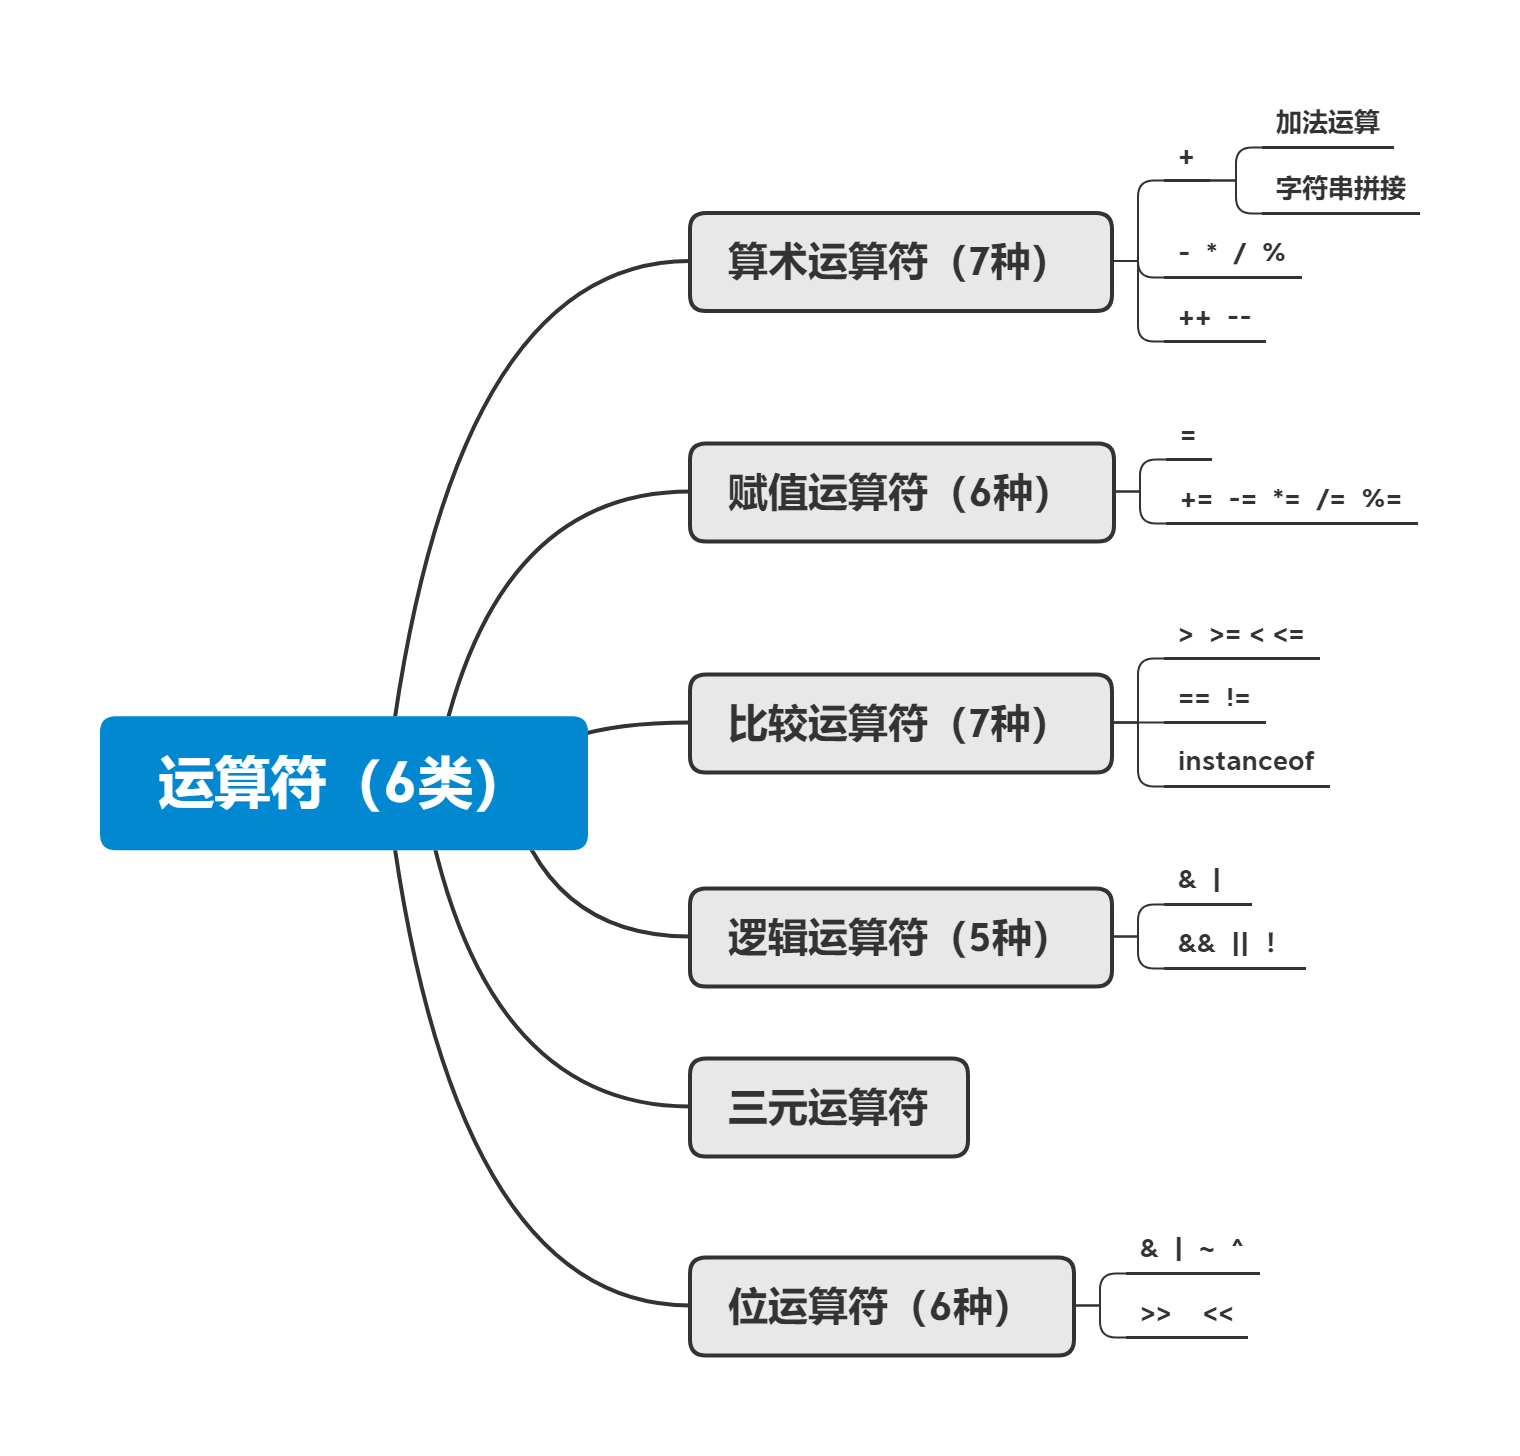 运算符（6类）
算术运算符（7种）
+
加法运算
字符串拼接
- * / %
++ --
赋值运算符（6种）
=
+= -= *= /= %=
比较运算符（7种）
> >= < <=
== !=
instanceof
逻辑运算符（5种）
& |
&& || !
三元运算符
位运算符（6种）
& | ~ ^
>> <<